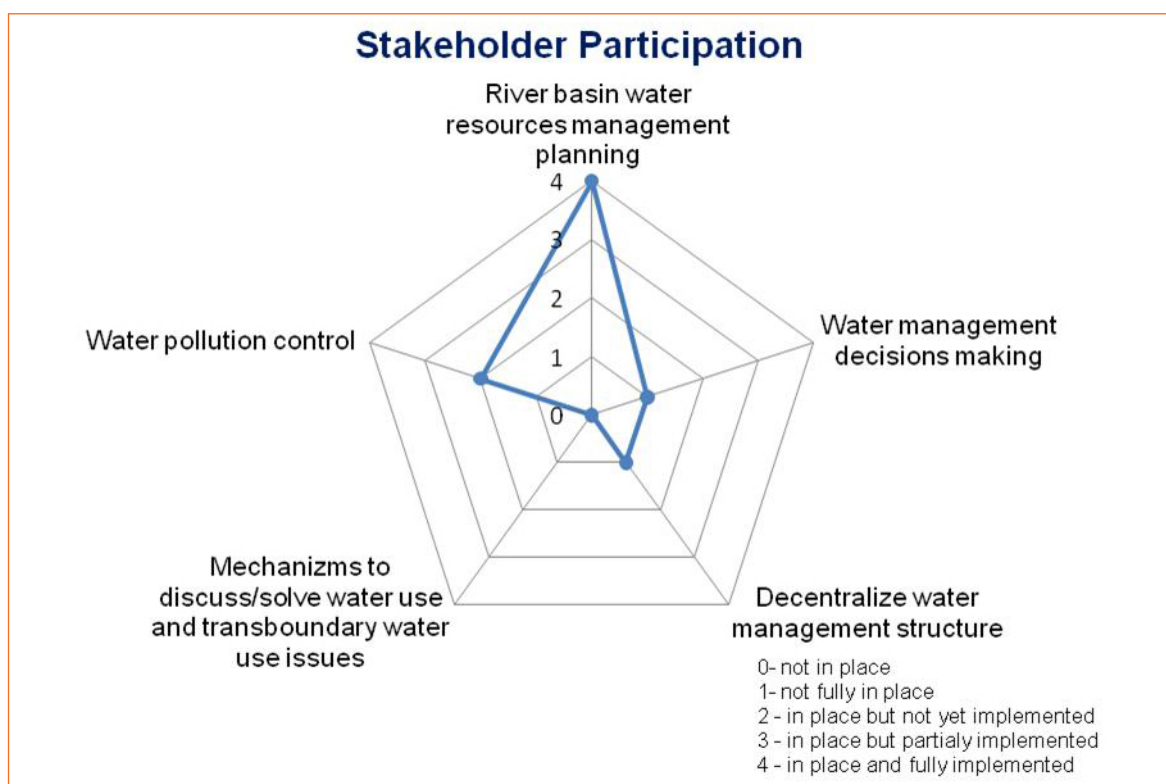 Stakeholder Participation
River basin water
resources management
planning
4
3
2
1
0
Water pollution control
Water management
decisions making
Mechanizms to
discuss/solve water use
and transboundary water
use issues
Decentralize water
management structure
0- not in place
1- not fully in place
2 - in place but not yet implemented
3 - in place but partialy implemented
4 - in place and fully implemented